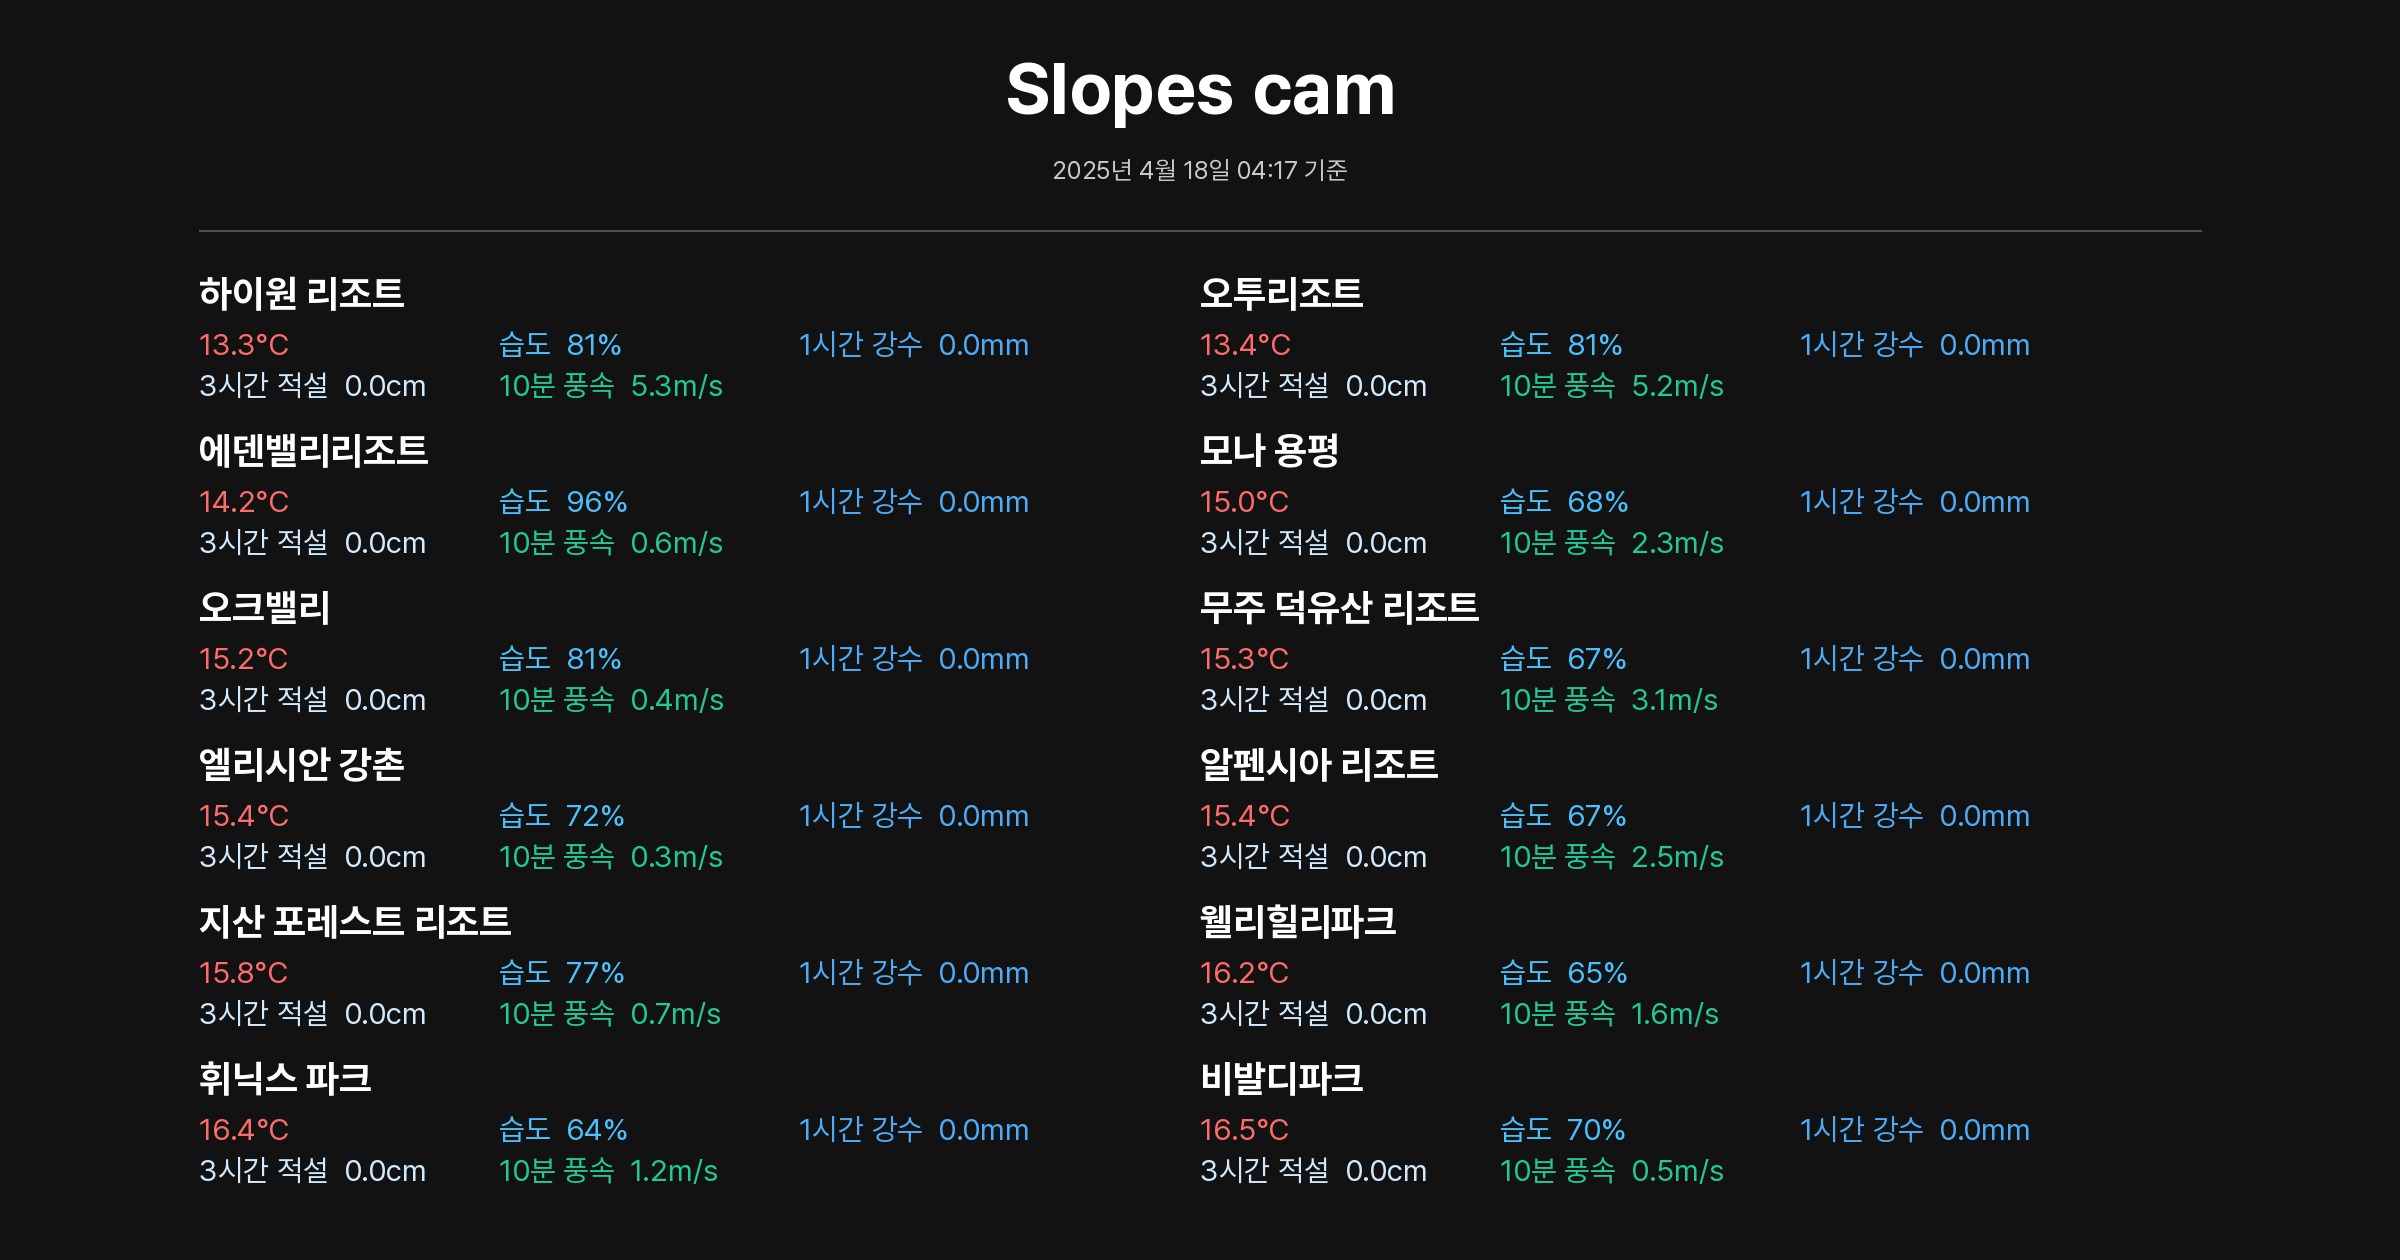 Slopes cam
2025년 4월 18일 04:17 기준
하이원 리조트
13.3°C 습도 81% 1시간 강수 0.0mm
3시간 적설 0.0cm 10분 풍속 5.3m/s
오투리조트
13.4°C 습도 81% 1시간 강수 0.0mm
3시간 적설 0.0cm 10분 풍속 5.2m/s
에덴밸리리조트
14.2°C 습도 96% 1시간 강수 0.0mm
3시간 적설 0.0cm 10분 풍속 0.6m/s
모나 용평
15.0°C 습도 68% 1시간 강수 0.0mm
3시간 적설 0.0cm 10분 풍속 2.3m/s
오크밸리
15.2°C 습도 81% 1시간 강수 0.0mm
3시간 적설 0.0cm 10분 풍속 0.4m/s
무주 덕유산 리조트
15.3°C 습도 67% 1시간 강수 0.0mm
3시간 적설 0.0cm 10분 풍속 3.1m/s
엘리시안 강촌
15.4°C 습도 72% 1시간 강수 0.0mm
3시간 적설 0.0cm 10분 풍속 0.3m/s
알펜시아 리조트
15.4°C 습도 67% 1시간 강수 0.0mm
3시간 적설 0.0cm 10분 풍속 2.5m/s
지산 포레스트 리조트
15.8°C 습도 77% 1시간 강수 0.0mm
3시간 적설 0.0cm 10분 풍속 0.7m/s
웰리힐리파크
16.2°C 습도 65% 1시간 강수 0.0mm
3시간 적설 0.0cm 10분 풍속 1.6m/s
휘닉스 파크
16.4°C 습도 64% 1시간 강수 0.0mm
3시간 적설 0.0cm 10분 풍속 1.2m/s
비발디파크
16.5°C 습도 70% 1시간 강수 0.0mm
3시간 적설 0.0cm 10분 풍속 0.5m/s